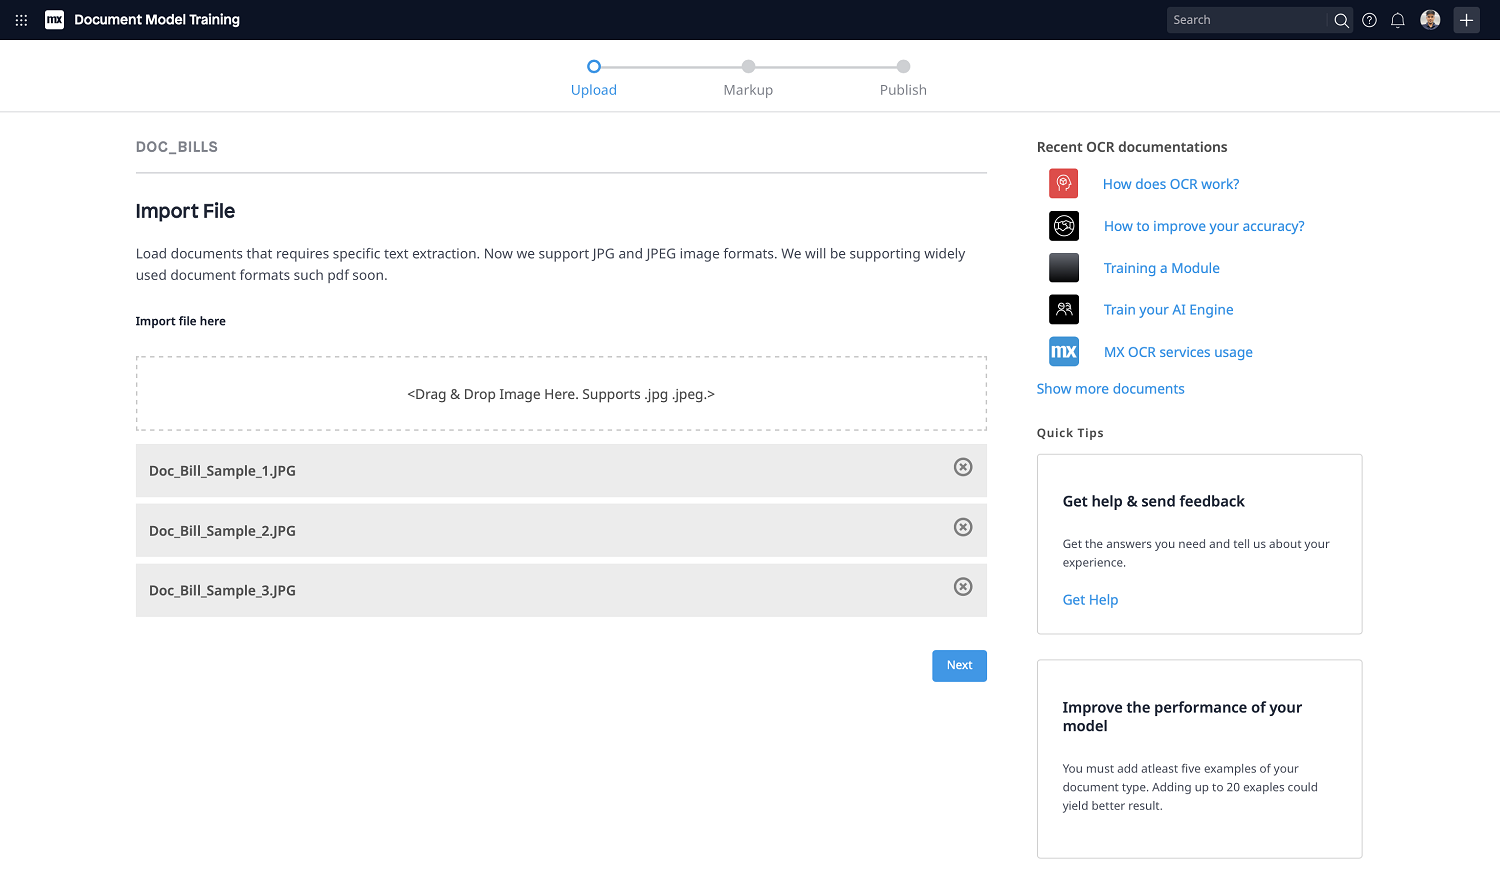 mx Document Model Training
Search
Upload
Markup
Publish
DOC_BILLS
Import File
Load documents that requires specific text extraction. Now we support JPG and JPEG image formats. We will be supporting widely
used document formats such pdf soon.
Import file here
<Drag & Drop Image Here. Supports .jpg .jpeg.>
Doc_Bill_Sample_1.JPG
Doc_Bill_Sample_2.JPG
Doc_Bill_Sample_3.JPG
Next
Recent OCR documentations
How does OCR work?
How to improve your accuracy?
Training a Module
Train your AI Engine
mx MX OCR services usage
Show more documents
Quick Tips
Get help & send feedback
Get the answers you need and tell us about your
experience.
Get Help
Improve the performance of your
model
You must add atleast five examples of your
document type. Adding up to 20 exaples could
yield better result.